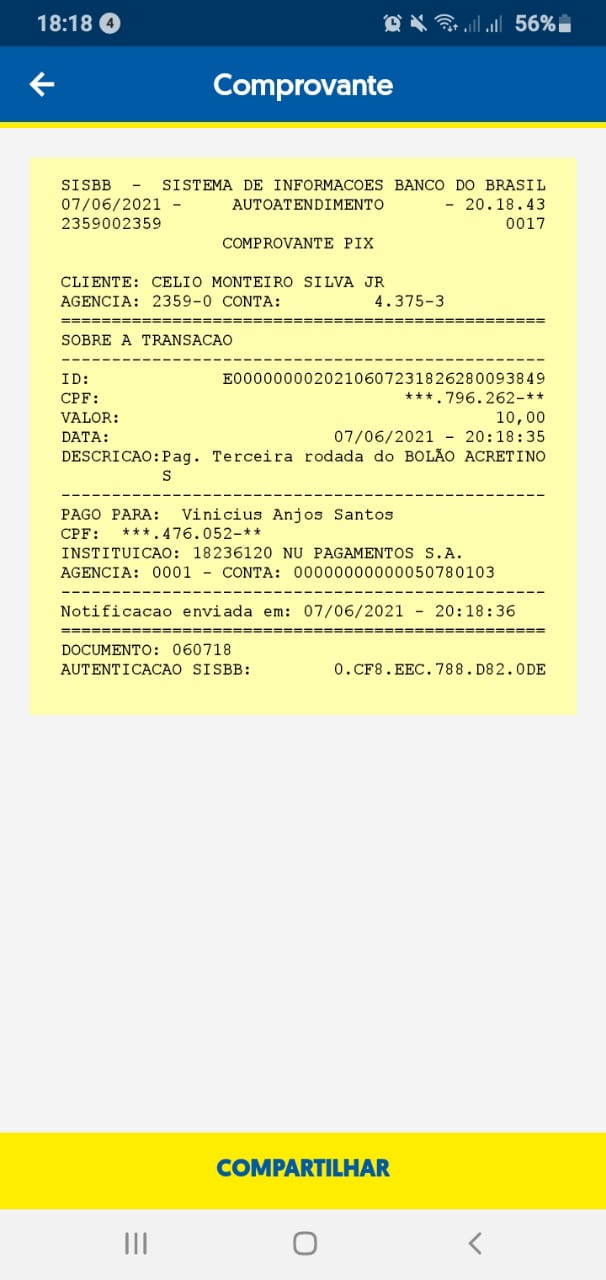 18:18 4 56%
Comprovante
SISBB - SISTEMA DE INFORMACOES BANCO DO BRASIL
07/06/2021 - AUTOATENDIMENTO - 20.18.43
2359002359 0017
COMPROVANTE PIX
CLIENTE: CELIO MONTEIRO SILVA JR
AGENCIA: 2359-0 CONTA: 4.375-3
================================================
SOBRE A TRANSACAO
------------------------------------------------
ID: E0000000020210607231826280093849
CPF: ***.796.262-**
VALOR: 10,00
DATA: 07/06/2021 - 20:18:35
DESCRICAO:Pag. Terceira rodada do BOLÃO ACRETINO
S
------------------------------------------------
PAGO PARA: Vinicius Anjos Santos
CPF: ***.476.052-**
INSTITUICAO: 18236120 NU PAGAMENTOS S.A.
AGENCIA: 0001 - CONTA: 00000000000050780103
------------------------------------------------
Notificacao enviada em: 07/06/2021 - 20:18:36
================================================
DOCUMENTO: 060718
AUTENTICACAO SISBB: 0.CF8.EEC.788.D82.0DE
COMPARTILHAR